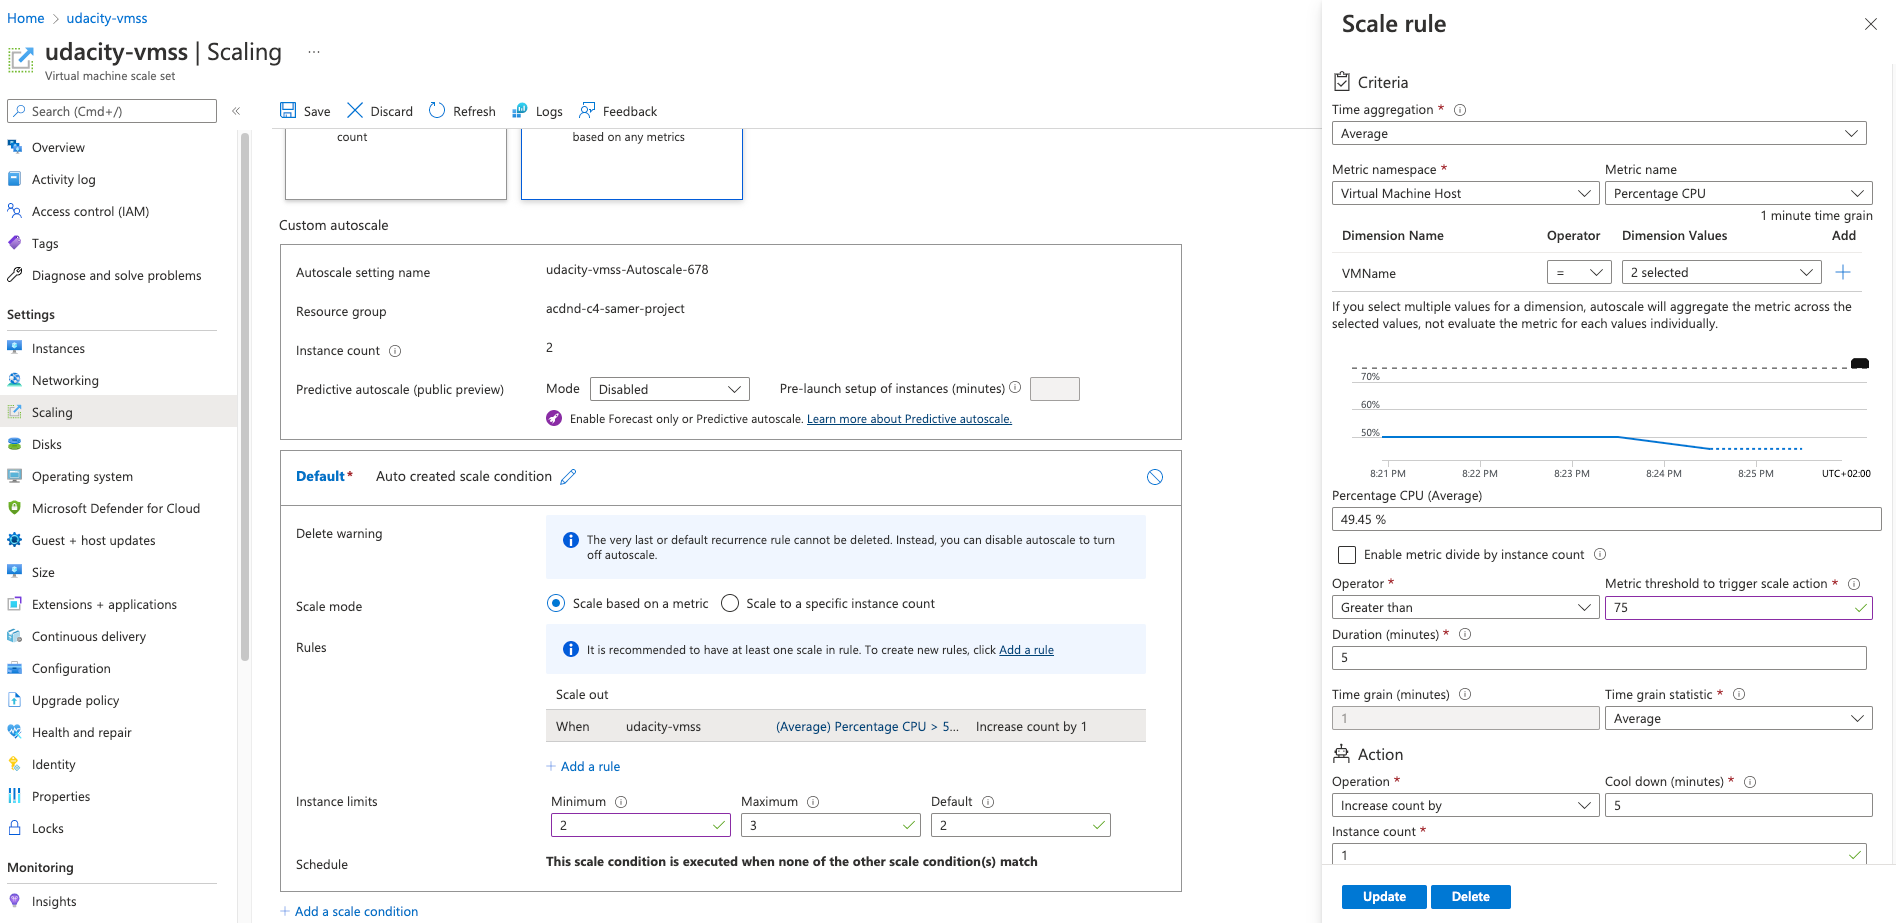 Home > udacity-vmss
udacity-vmss | Scaling ...
Virtual machine scale set
Search (Cmd+/) «
Overview
Activity log
Access control (IAM)
Tags
Diagnose and solve problems
Settings
Instances
Networking
Scaling
Disks
Operating system
Microsoft Defender for Cloud
Guest + host updates
Size
Extensions + applications
Continuous delivery
Configuration
Upgrade policy
Health and repair
Identity
Properties
Locks
Monitoring
Insights
Save Discard Refresh Logs Feedback
count
based on any metrics
Custom autoscale
Autoscale setting name udacity-vmss-Autoscale-678
Resource group acdnd-c4-samer-project
Instance count 2
Predictive autoscale (public preview) Mode Disabled Pre-launch setup of instances (minutes)
Enable Forecast only or Predictive autoscale. Learn more about Predictive autoscale.
Default* Auto created scale condition
Delete warning
The very last or default recurrence rule cannot be deleted. Instead, you can disable autoscale to turn
off autoscale.
Scale mode Scale based on a metric Scale to a specific instance count
Rules
It is recommended to have at least one scale in rule. To create new rules, click Add a rule
Scale out
When udacity-vmss (Average) Percentage CPU > 5... Increase count by 1
+ Add a rule
Instance limits Minimum Maximum Default
2 3 2
Schedule This scale condition is executed when none of the other scale condition(s) match
+ Add a scale condition
Scale rule
Criteria
Time aggregation *
Average
Metric namespace * Metric name
Virtual Machine Host Percentage CPU
1 minute time grain
Dimension Name Operator Dimension Values Add
VMName = 2 selected +
If you select multiple values for a dimension, autoscale will aggregate the metric across the
selected values, not evaluate the metric for each values individually.
70%
60%
50%
8:21 PM 8:22 PM 8:23 PM 8:24 PM 8:25 PM UTC+02:00
Percentage CPU (Average)
49.45 %
Enable metric divide by instance count
Operator * Metric threshold to trigger scale action *
Greater than 75
Duration (minutes) *
5
Time grain (minutes) Time grain statistic *
1 Average
Action
Operation * Cool down (minutes) *
Increase count by 5
Instance count *
1
Update Delete